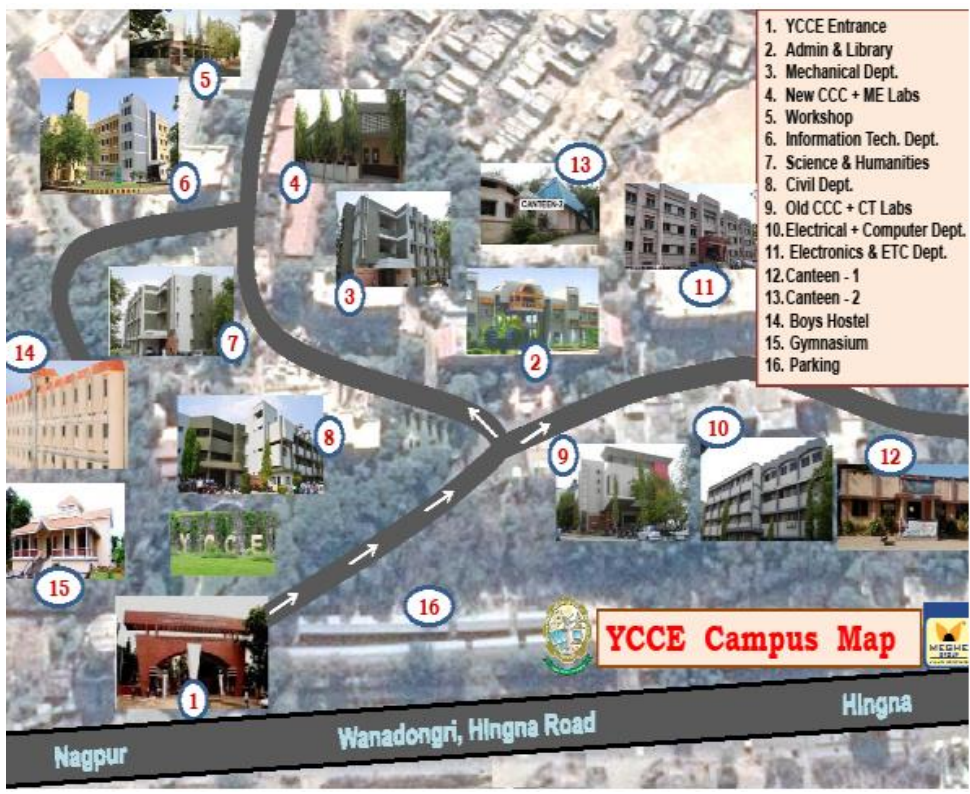 1. YCCE Entrance
2. Admin & Library
3. Mechanical Dept.
4. New CCC + ME Labs
5. Workshop
6. Information Tech. Dept.
7. Science & Humanities
8. Civil Dept.
9. Old CCC + CT Labs
10. Electrical + Computer Dept.
11. Electronics & ETC Dept.
12. Canteen - 1
13. Canteen - 2
14. Boys Hostel
15. Gymnasium
16. Parking
5
6
4
13
CANTEEN-2
3
11
7
2
14
8
9
10
12
YCCE
15
16
1
YCCE Campus Map
MEGHE
Nagpur
Wanadongri, Hingna Road
Hingna